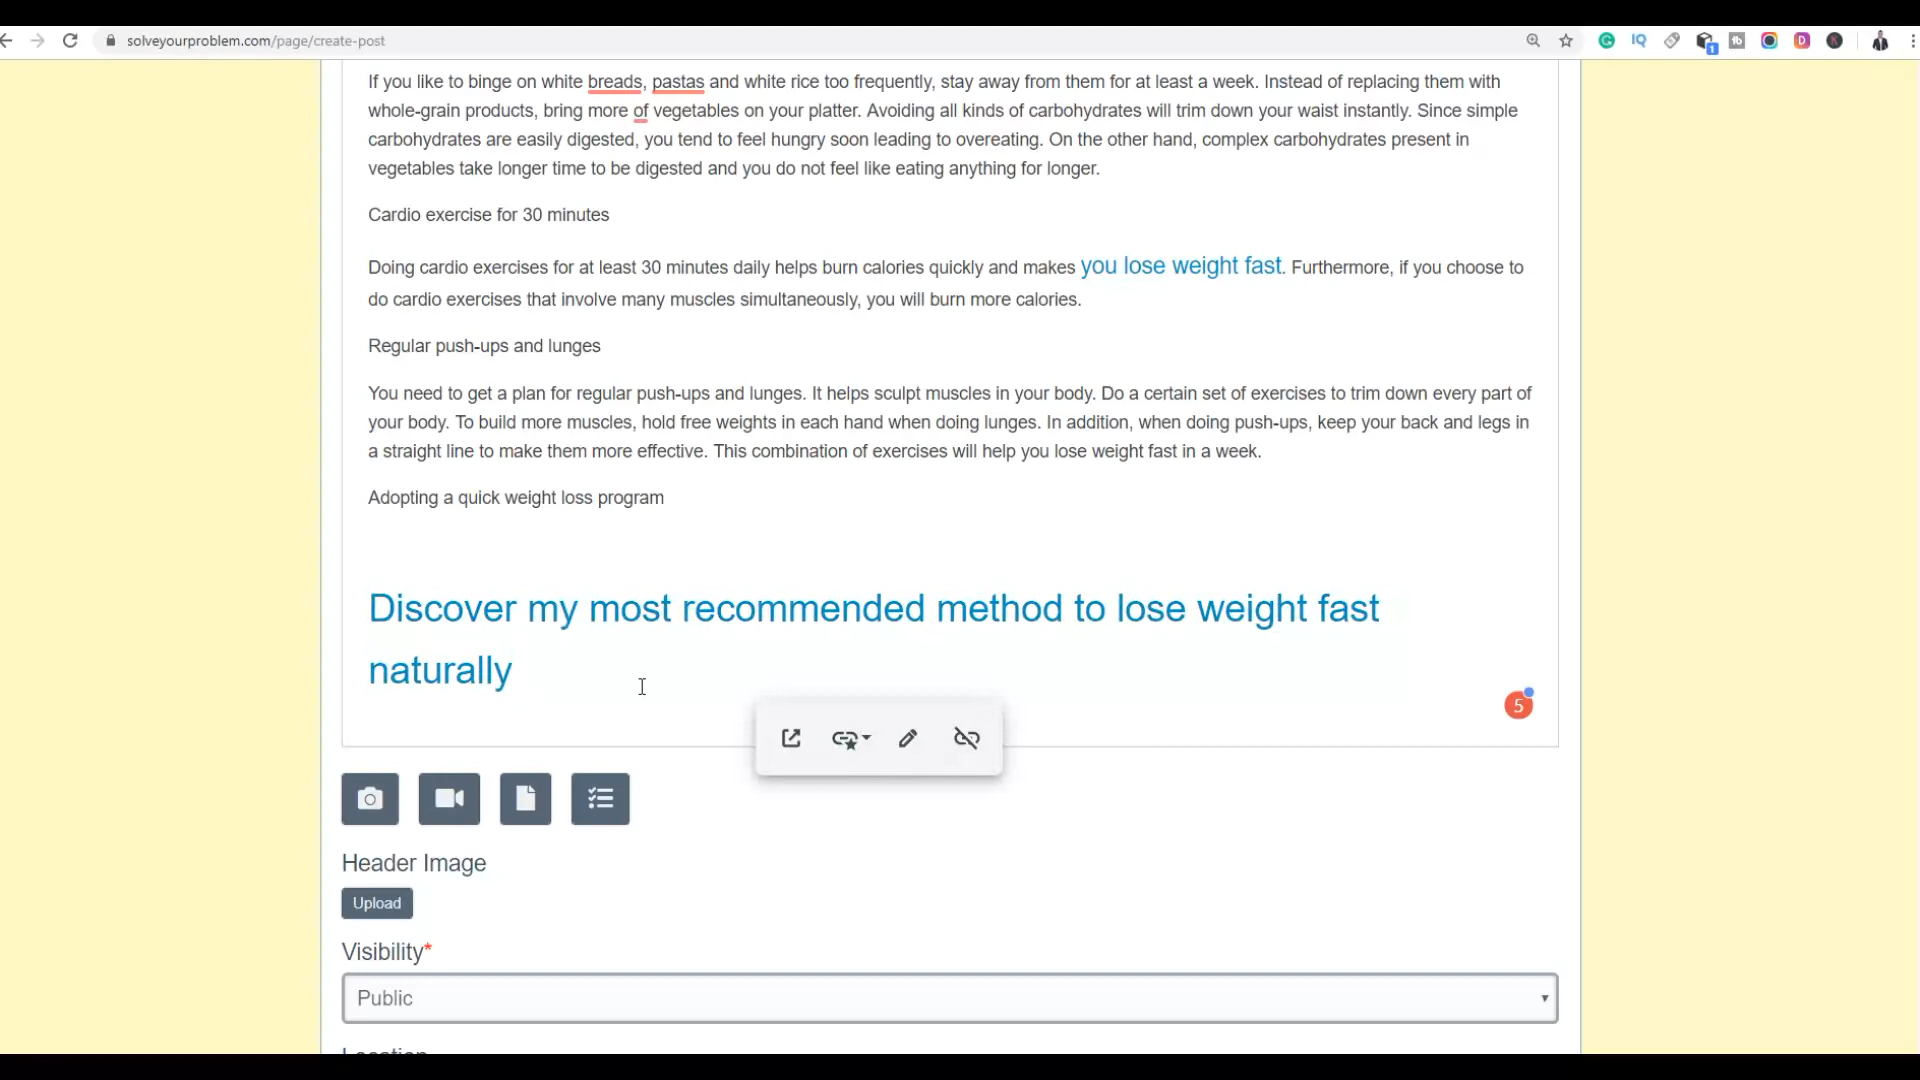 solveyourproblem.com/page/create-post
If you like to binge on white breads, pastas and white rice too frequently, stay away from them for at least a week. Instead of replacing them with
whole-grain products, bring more of vegetables on your platter. Avoiding all kinds of carbohydrates will trim down your waist instantly. Since simple
carbohydrates are easily digested, you tend to feel hungry soon leading to overeating. On the other hand, complex carbohydrates present in
vegetables take longer time to be digested and you do not feel like eating anything for longer.
Cardio exercise for 30 minutes
Doing cardio exercises for at least 30 minutes daily helps burn calories quickly and makes you lose weight fast. Furthermore, if you choose to
do cardio exercises that involve many muscles simultaneously, you will burn more calories.
Regular push-ups and lunges
You need to get a plan for regular push-ups and lunges. It helps sculpt muscles in your body. Do a certain set of exercises to trim down every part of
your body. To build more muscles, hold free weights in each hand when doing lunges. In addition, when doing push-ups, keep your back and legs in
a straight line to make them more effective. This combination of exercises will help you lose weight fast in a week.
Adopting a quick weight loss program
Discover my most recommended method to lose weight fast
naturally
5
Header Image
Upload
Visibility*
Public
Location